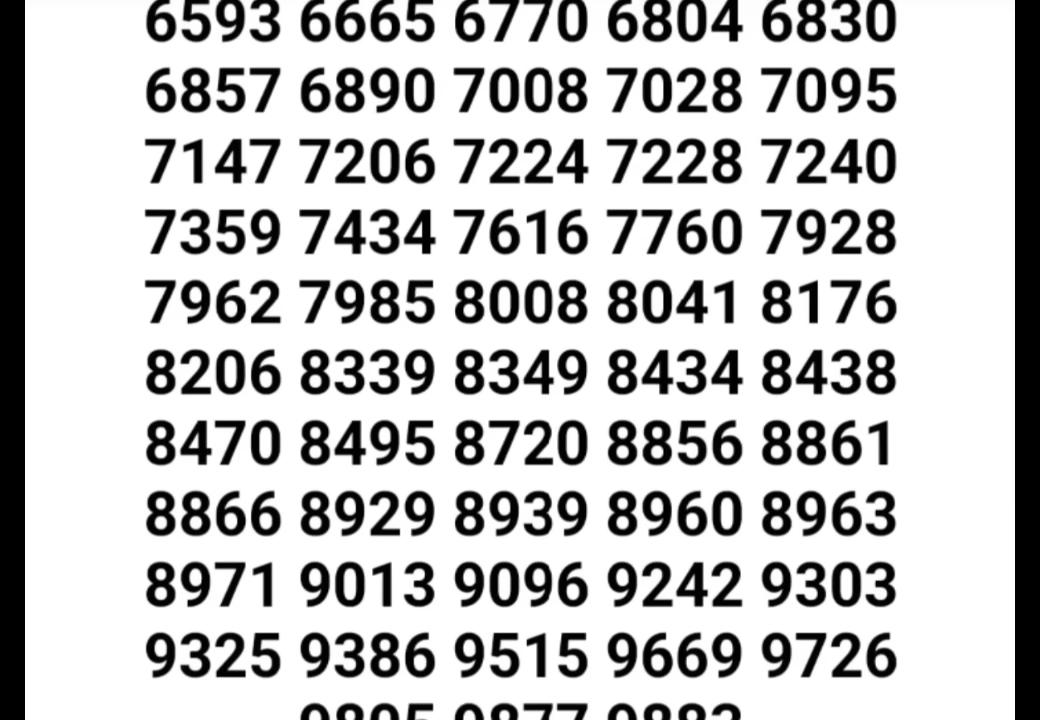 6593 6665 6770 6804 6830
6857 6890 7008 7028 7095
7147 7206 7224 7228 7240
7359 7434 7616 7760 7928
7962 7985 8008 8041 8176
8206 8339 8349 8434 8438
8470 8495 8720 8856 8861
8866 8929 8939 8960 8963
8971 9013 9096 9242 9303
9325 9386 9515 9669 9726